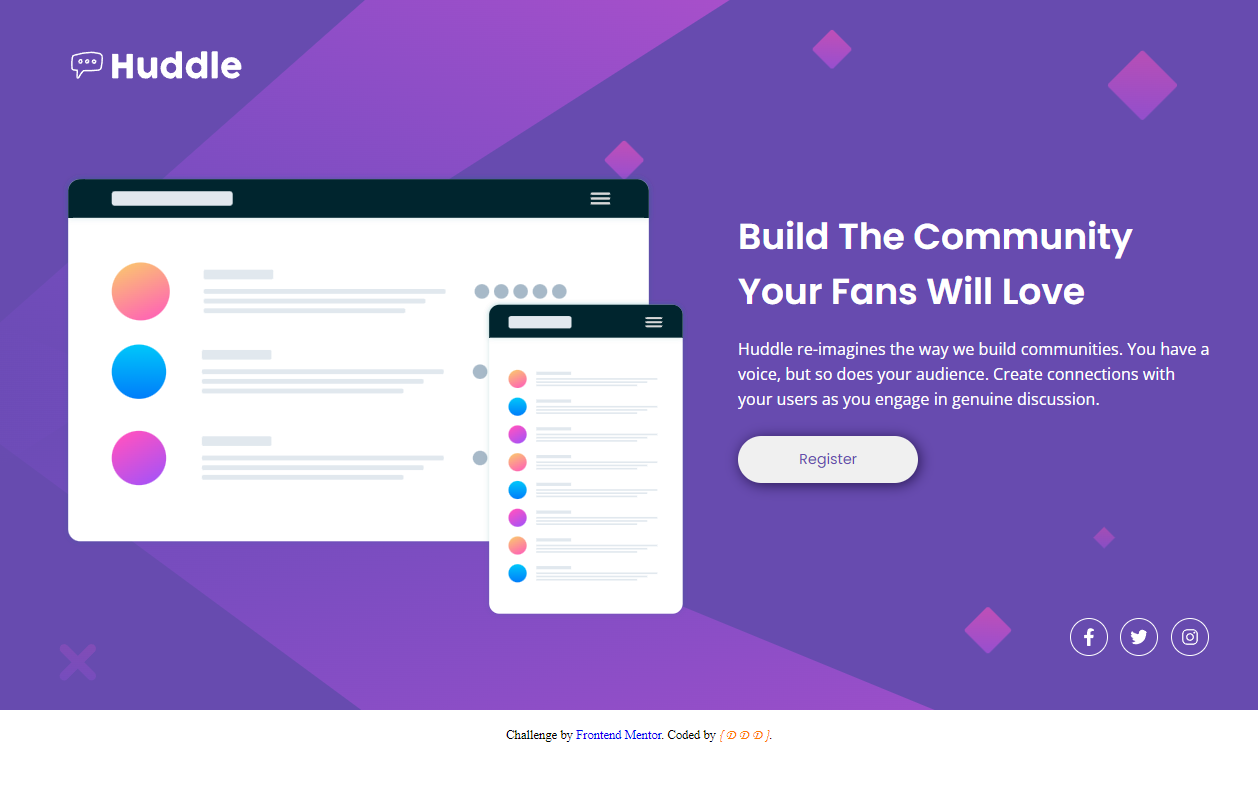 Huddle
Build The Community
Your Fans Will Love
Huddle re-imagines the way we build communities. You have a
voice, but so does your audience. Create connections with
your users as you engage in genuine discussion.
Register
Challenge by Frontend Mentor. Coded by { D D D }.